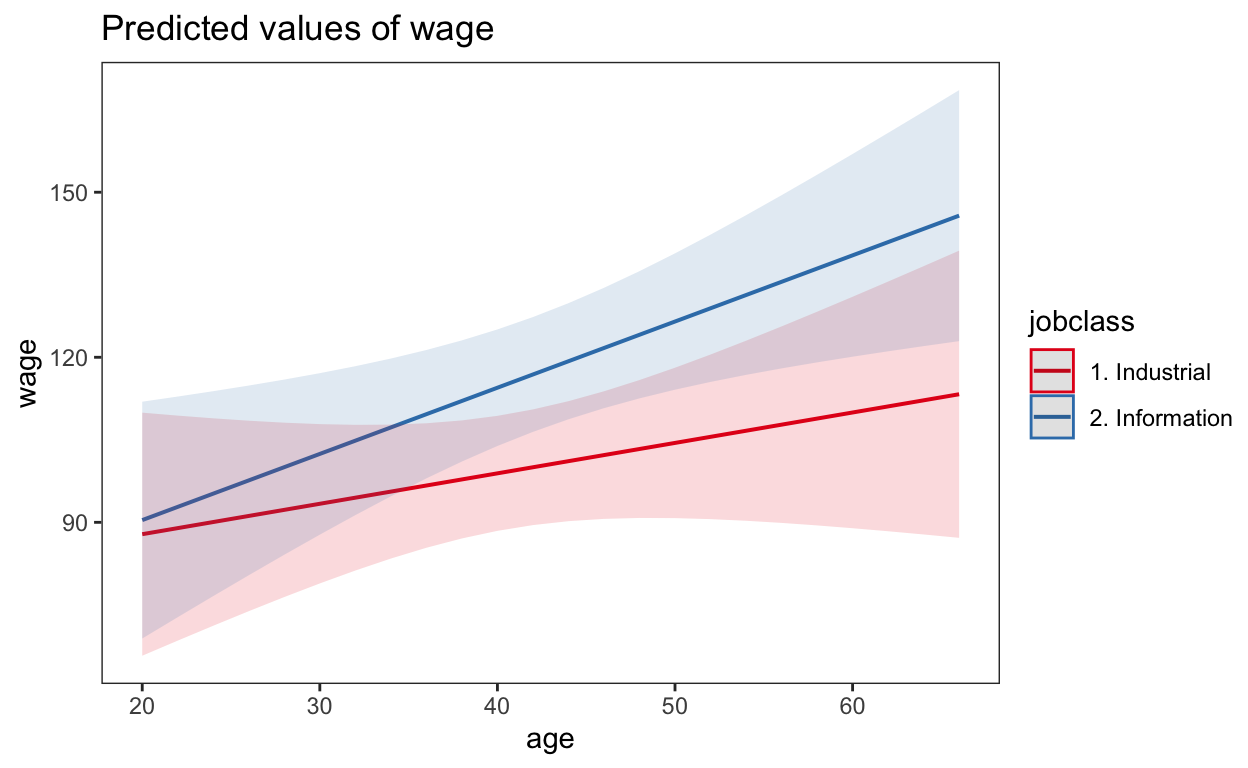 Predicted values of wage
wage
150
120
90
20 30 40 50 60
age
jobclass
1. Industrial
2. Information